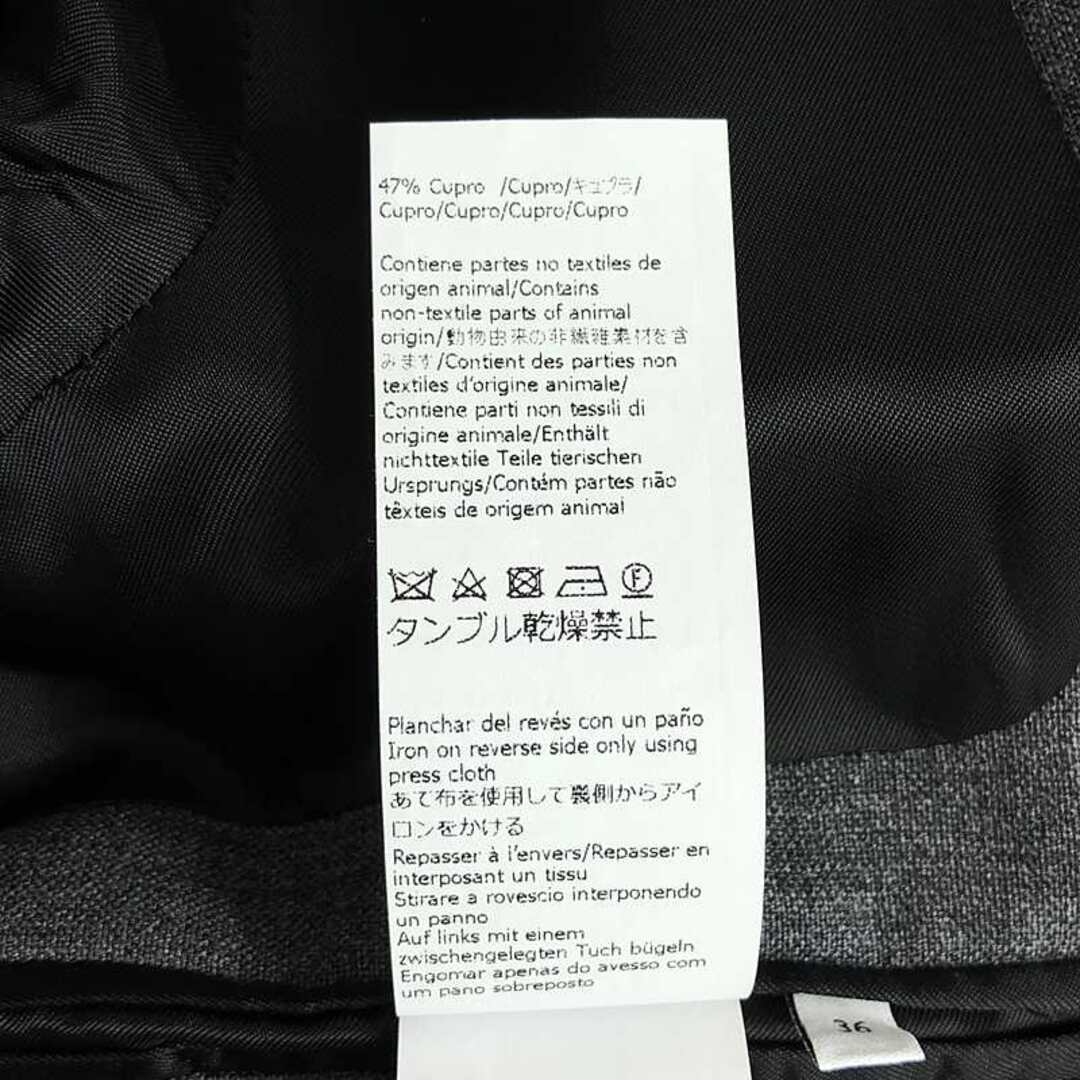 47% Cupro /Cupro/キュプラ/
Cupro/Cupro/Cupro/Cupro
Contiene partes no textiles de
origen animal/Contains
non-textile parts of animal
origin/動物由来の非繊維素材を含
みます/Contient des parties non
textiles d'origine animale/
Contiene parti non tessili di
origine animale/Enthält
nichttextile Teile tierischen
Ursprungs/Contém partes não
têxteis de origem animal
F
タンブル乾燥禁止
Planchar del revés con un paño
Iron on reverse side only using
press cloth
あて布を使用して裏側からアイ
ロンをかける
Repasser à l'envers/Repasser en
interposant un tissu
Stirare a rovescio interponendo
un panno
Auf links mit einem
zwischengelegten Tuch bügeln
Engomar apenas do avesso com
um pano sobreposto
36